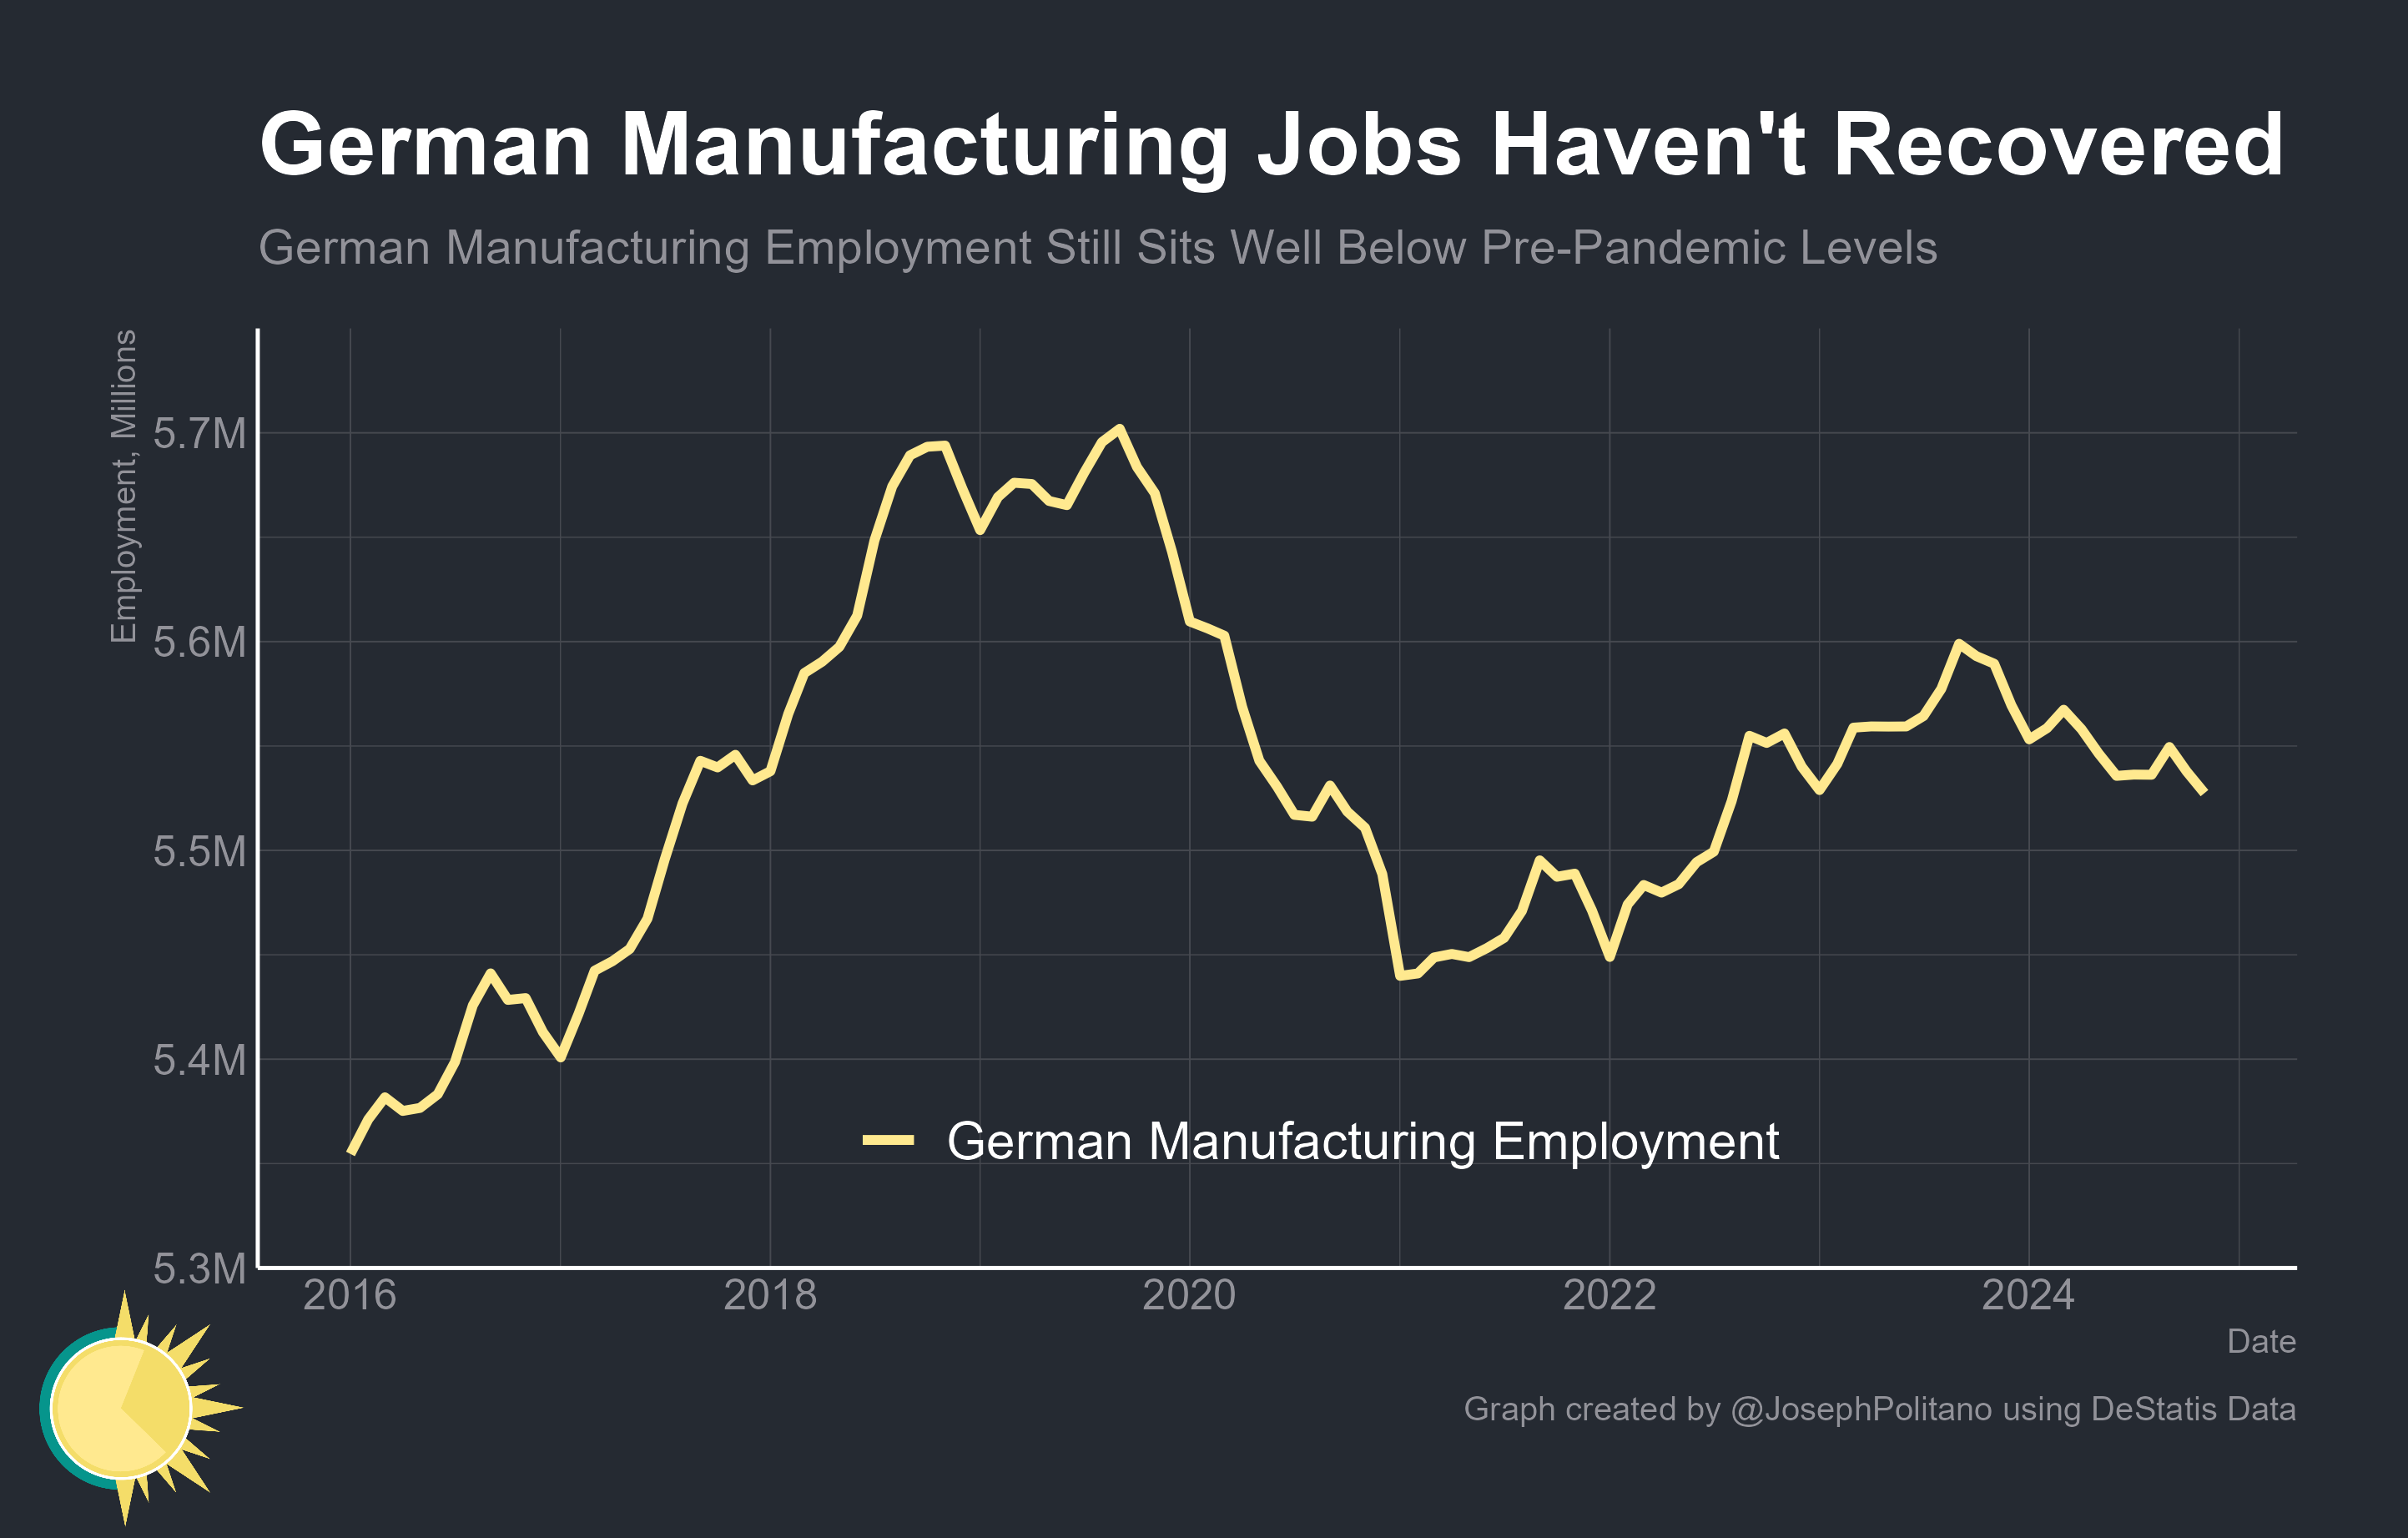 German Manufacturing Jobs Haven't Recovered
German Manufacturing Employment Still Sits Well Below Pre-Pandemic Levels
Employment, Millions
5.7M
5.6M
5.5M
5.4M
5.3M
German Manufacturing Employment
2016
2018
2020
2022
2024
Date
Graph created by @JosephPolitano using DeStatis Data